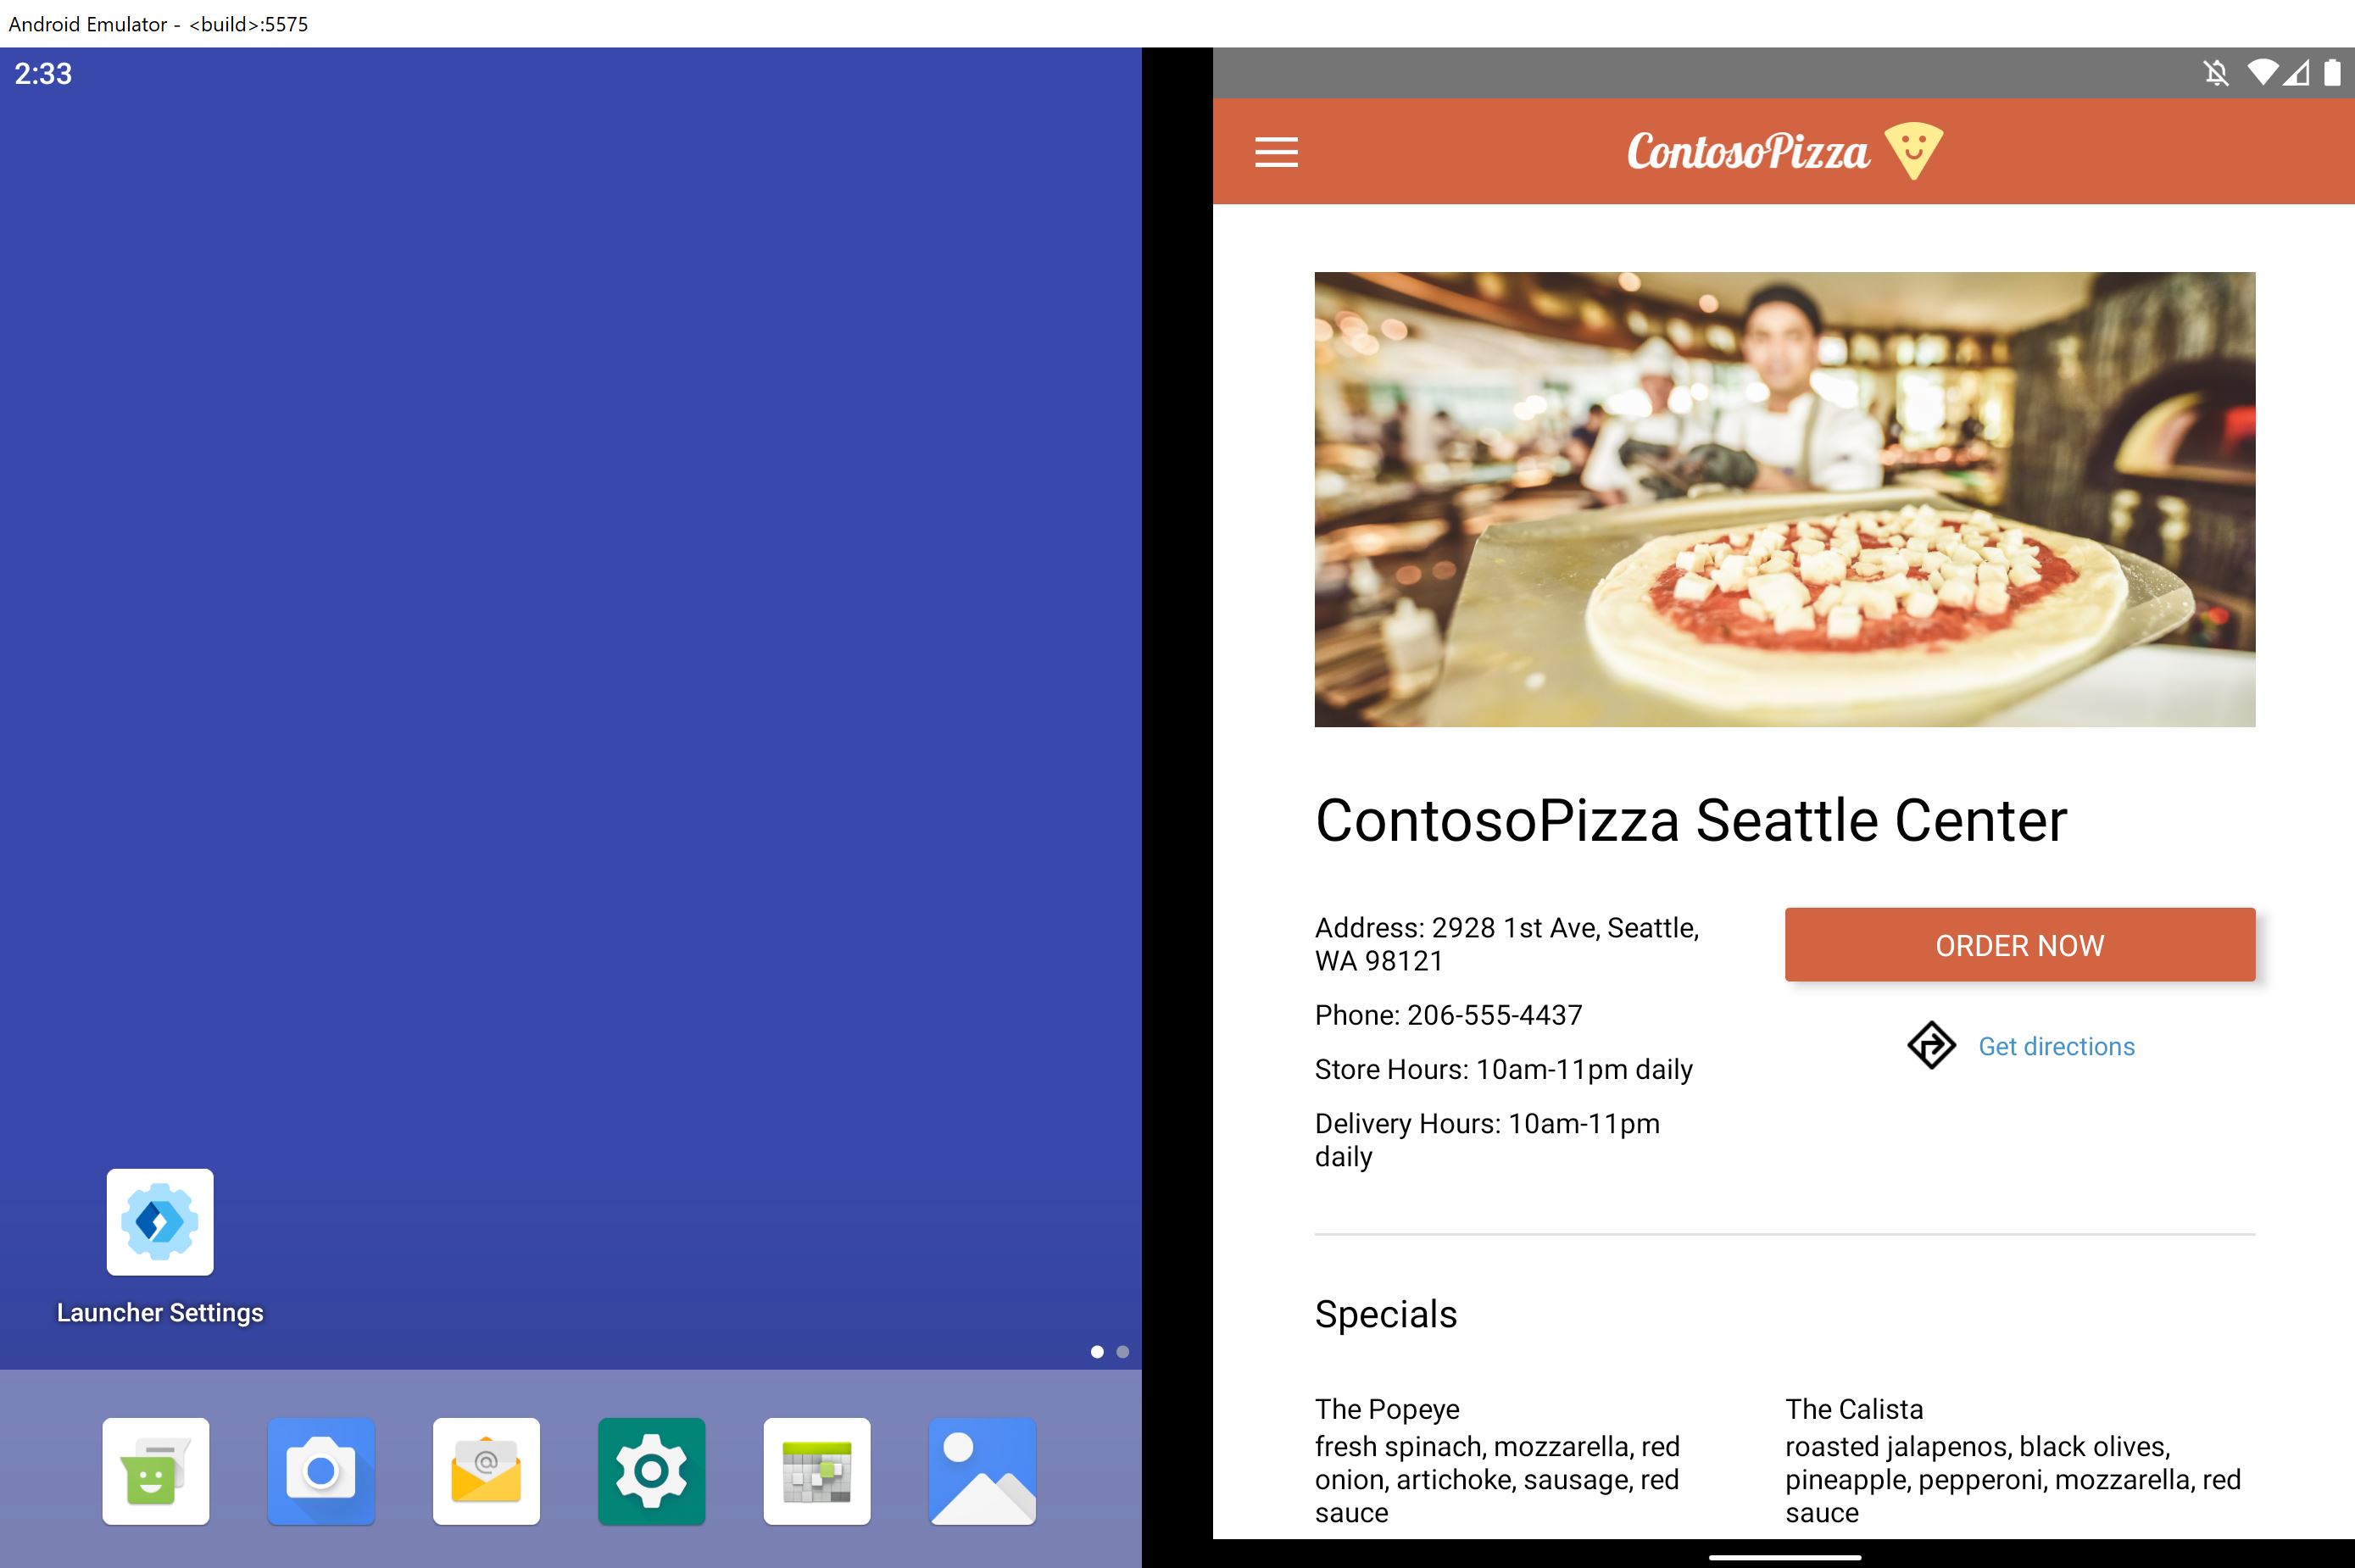 Android Emulator - <build>:5575
2:33
Launcher Settings
@
ContosoPizza
ContosoPizza Seattle Center
Address: 2928 1st Ave, Seattle,
WA 98121
Phone: 206-555-4437
Store Hours: 10am-11pm daily
Delivery Hours: 10am-11pm
daily
ORDER NOW
Get directions
Specials
The Popeye
fresh spinach, mozzarella, red
onion, artichoke, sausage, red
sauce
The Calista
roasted jalapenos, black olives,
pineapple, pepperoni, mozzarella, red
sauce